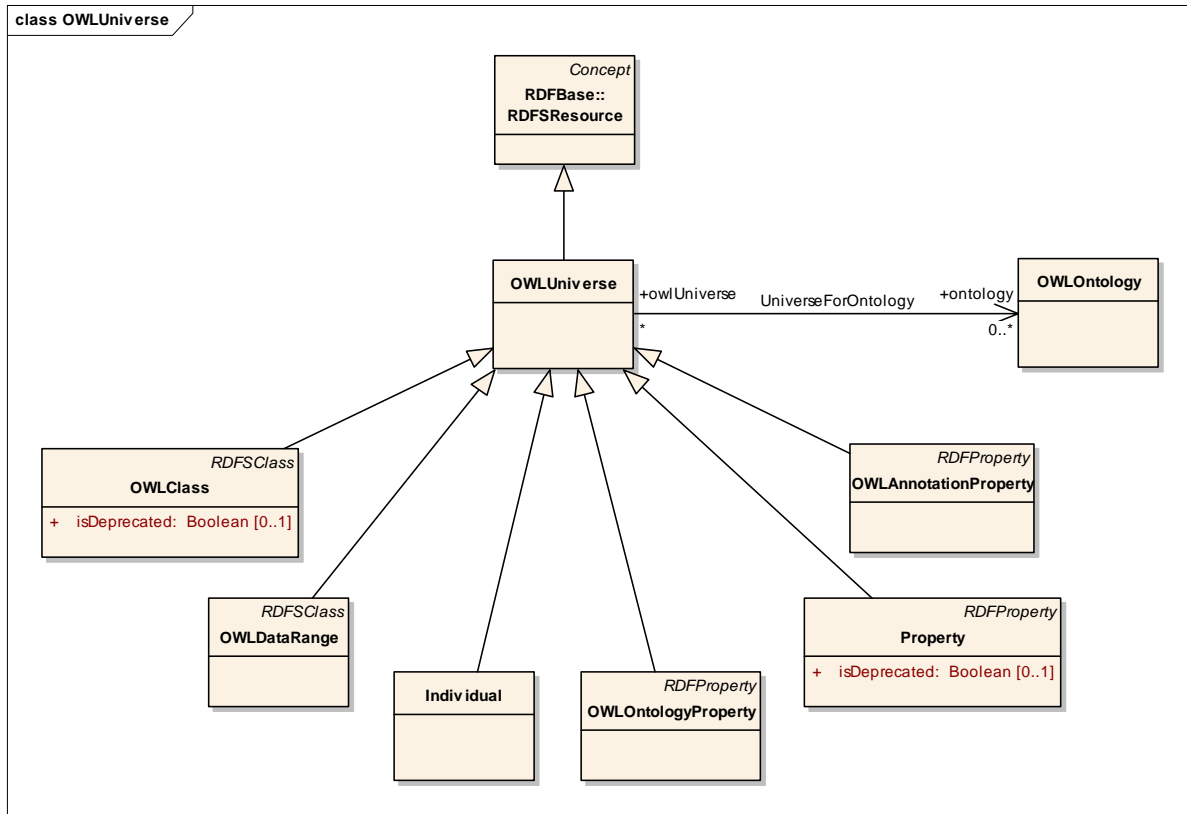 class OWLUniverse
Concept
RDFBase::
RDFSResource
OWLUniverse
+owlUniverse
*
UniverseForOntology
+ontology
0..*
OWLOntology
RDFSClass
OWLClass
+ isDeprecated: Boolean [0..1]
RDFProperty
OWLAnnotationProperty
RDFSClass
OWLDataRange
RDFProperty
Property
+ isDeprecated: Boolean [0..1]
Individual
RDFProperty
OWLOntologyProperty